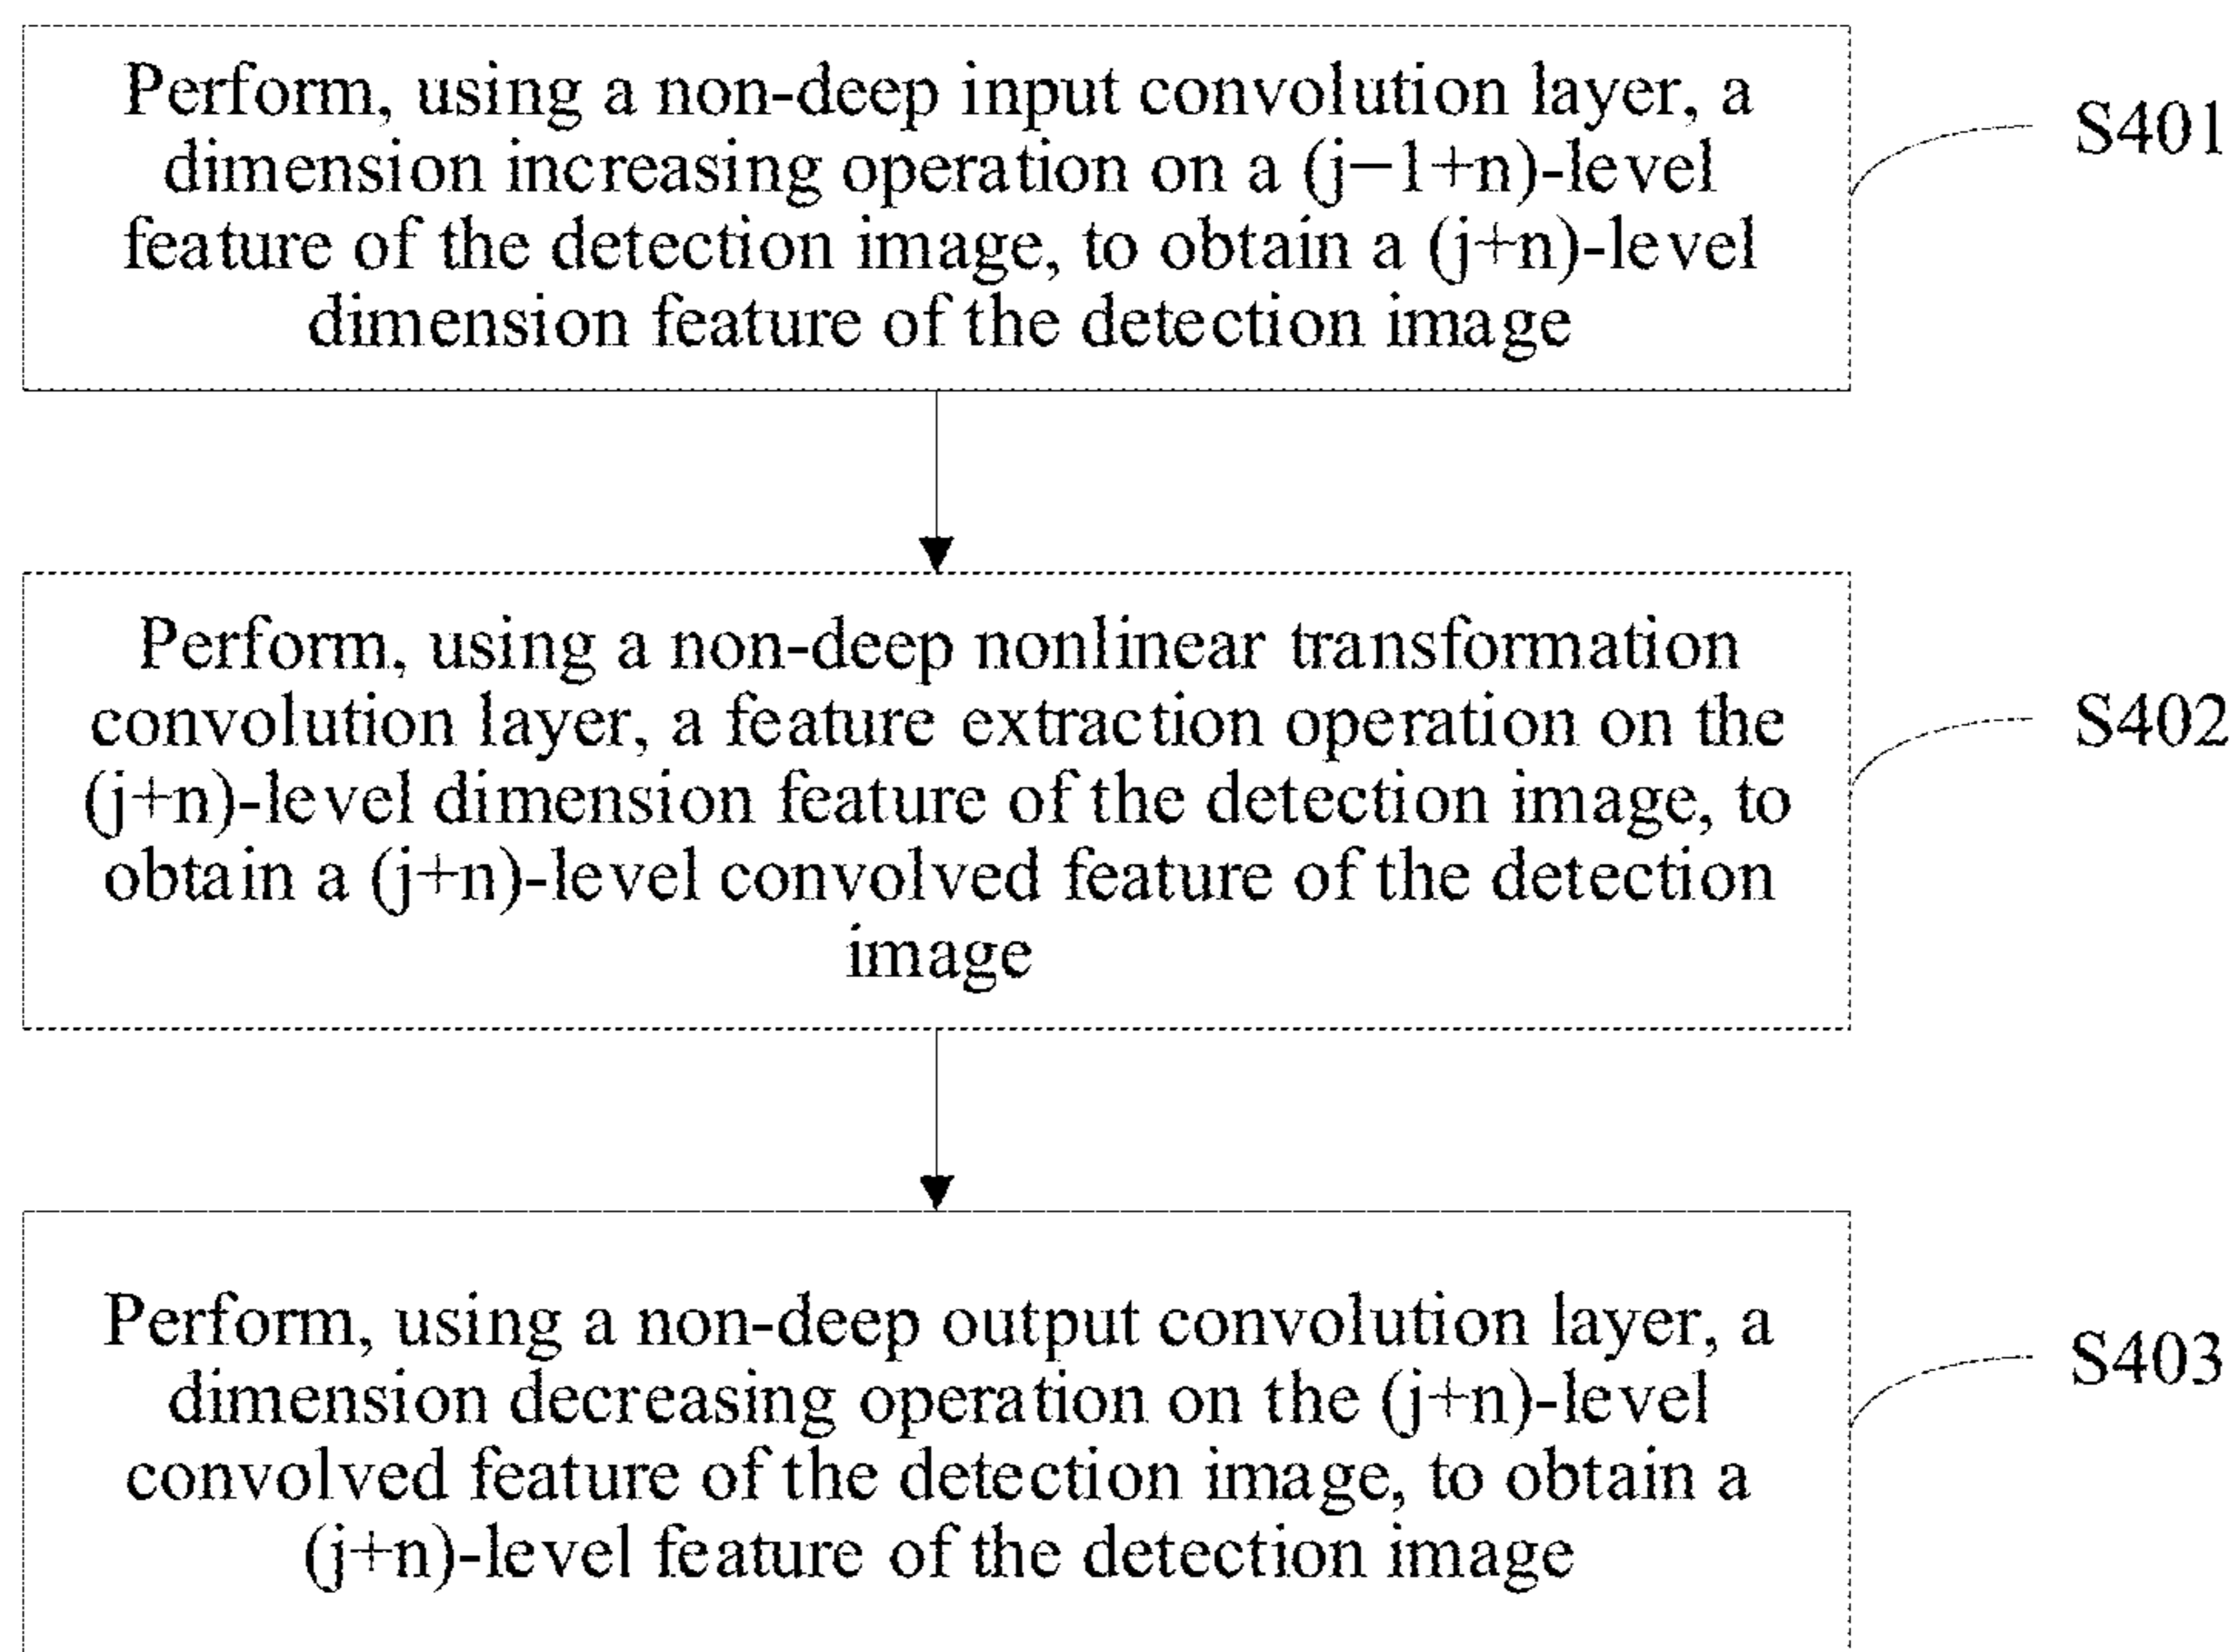 Perform, using a non-deep input convolution layer, a
dimension increasing operation on a (j−1+n)-level
feature of the detection image, to obtain a (j+n)-level
dimension feature of the detection image
S401
Perform, using a non-deep nonlinear transformation
convolution layer, a feature extraction operation on the
(j+n)-level dimension feature of the detection image, to
obtain a (j+n)-level convolved feature of the detection
image
S402
Perform, using a non-deep output convolution layer, a
dimension decreasing operation on the (j+n)-level
convolved feature of the detection image, to obtain a
(j+n)-level feature of the detection image
S403